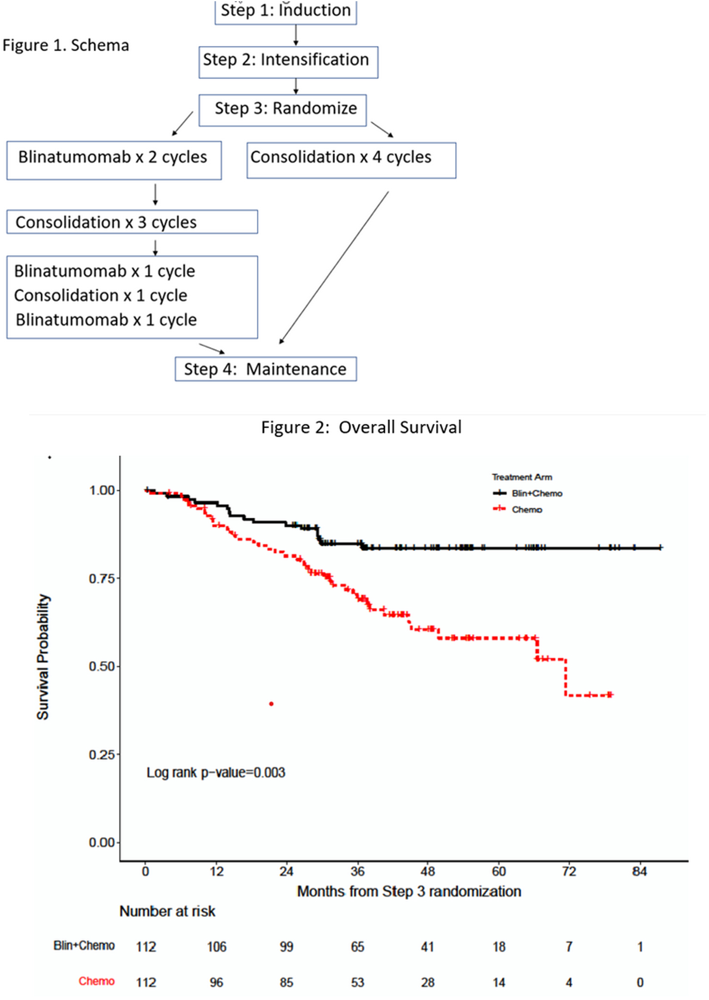 Step 1: Induction
Figure 1. Schema
Step 2: Intensification
Step 3: Randomize
Blinatumomab x 2 cycles
Consolidation x 4 cycles
Consolidation x 3 cycles
Blinatumomab x 1 cycle
Consolidation x 1 cycle
Blinatumomab x 1 cycle
Step 4: Maintenance
Figure 2: Overall Survival
Treatment Arm
Blin+Chemo
Chemo
1.00
0.75
0.50
0.25
0.00
Survival Probability
Log rank p-value=0.003
0 12 24 36 48 60 72 84
Months from Step 3 randomization
Number at risk
Blin+Chemo 112 106 99 65 41 18 7 1
Chemo 112 96 85 53 28 14 4 0